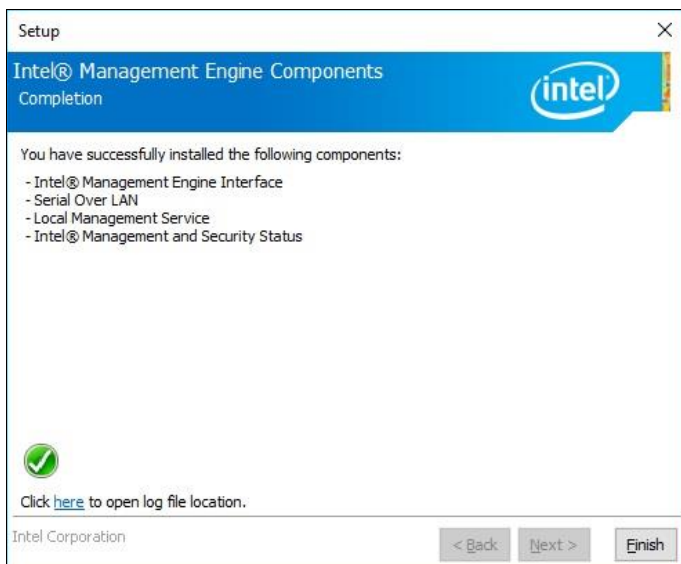 Setup
Intel® Management Engine Components
Completion
intel
You have successfully installed the following components:
- Intel® Management Engine Interface
- Serial Over LAN
- Local Management Service
- Intel® Management and Security Status
Click here to open log file location.
Intel Corporation
< Back Next > Finish